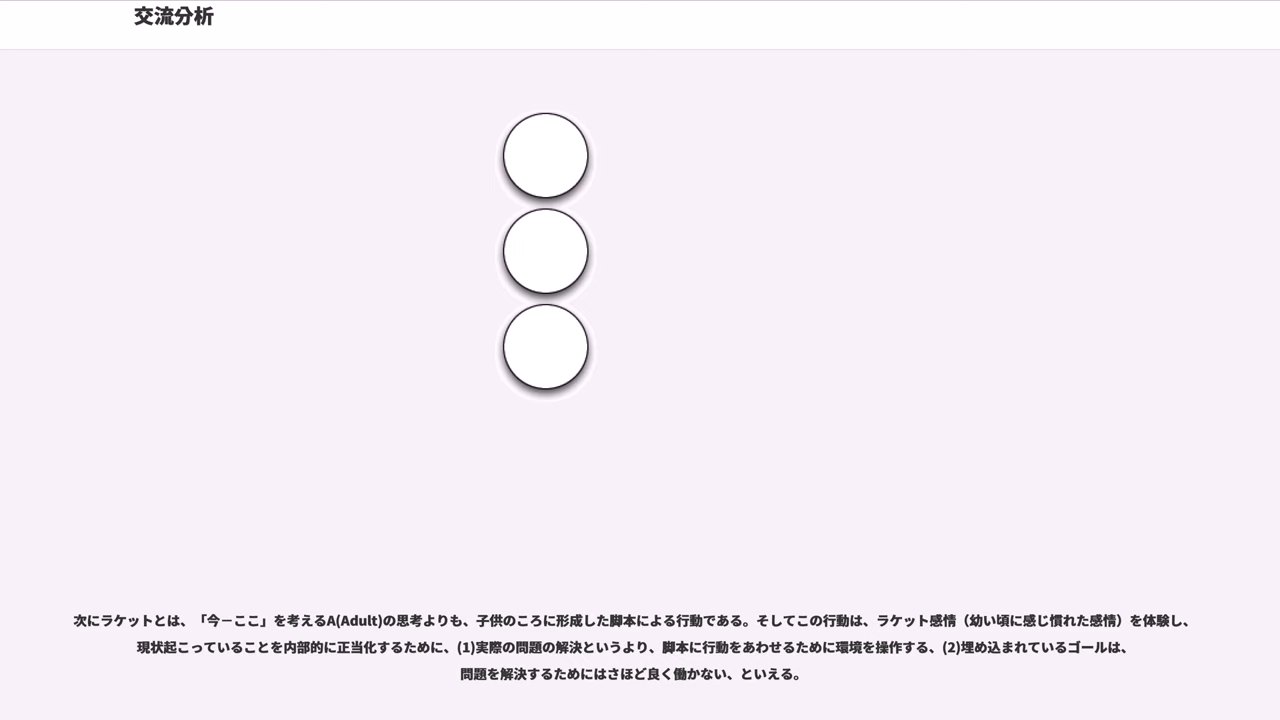 交流分析
次にラケットとは、「今－ここ」を考えるA(Adult)の思考よりも、子供のころに形成した脚本による行動である。そしてこの行動は、ラケット感情（幼い頃に感じ慣れた感情）を体験し、
現状起こっていることを内部的に正当化するために、(1)実際の問題の解決というより、脚本に行動をあわせるために環境を操作する、(2)埋め込まれているゴールは、
問題を解決するためにはさほど良く働かない、といえる。